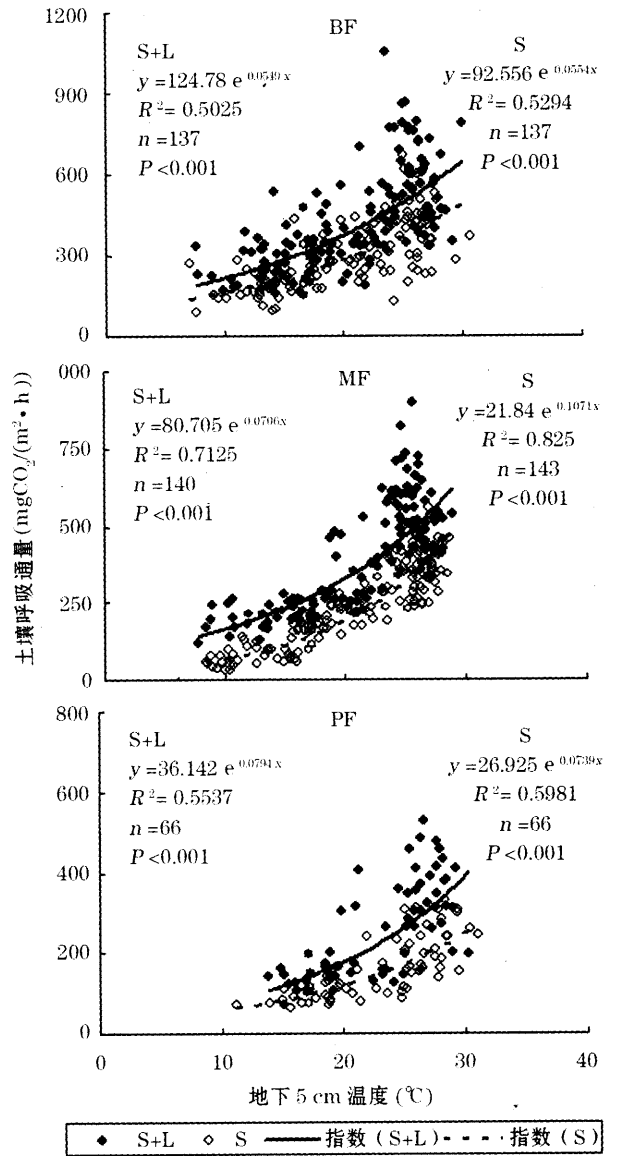 1200
BF
S+L
S
y=124.78 e^0.0549x
y=92.556 e^0.0554x
R²= 0.5025
R²= 0.5294
n=137
n=137
P<0.001
P<0.001
900
600
300
0
000
MF
S+L
S
y=80.705 e^0.0706x
y=21.84 e^0.1071x
R²= 0.7125
R²= 0.825
n=140
n=143
P<0.001
P<0.001
750
500
250
0
土壤呼吸通量(mgCO₂/(m²•h))
800
PF
S+L
S
y=36.142 e^0.0794x
y=26.925 e^0.0739x
R²= 0.5537
R²= 0.5981
n=66
n=66
P<0.001
P<0.001
600
400
200
0
0 10 20 30 40
地下 5 cm 温度 (℃)
S+L S 指数(S+L) 指数(S)